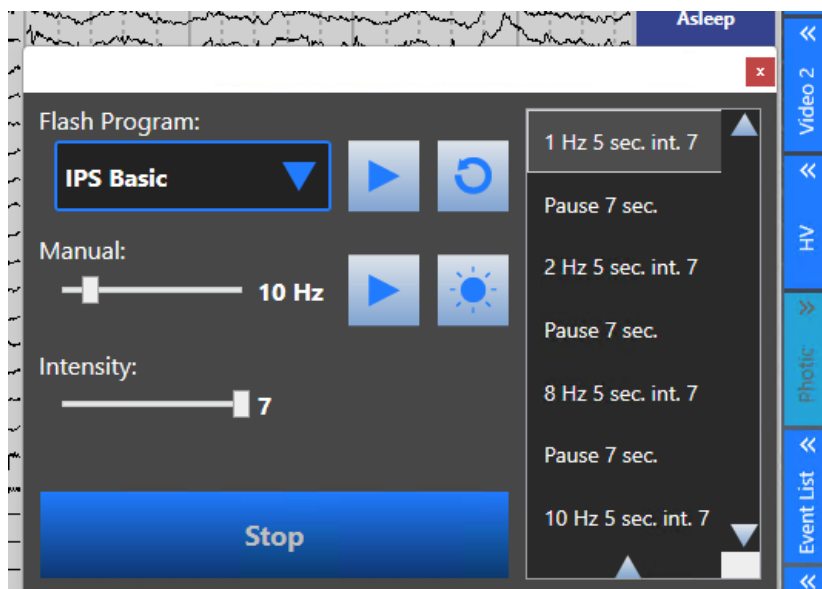 Asleep
Flash Program:
IPS Basic
Manual:
10 Hz
Intensity:
7
Stop
1 Hz 5 sec. int. 7
Pause 7 sec.
2 Hz 5 sec. int. 7
Pause 7 sec.
8 Hz 5 sec. int. 7
Pause 7 sec.
10 Hz 5 sec. int. 7
x
Video 2
HV
Photic
Event List